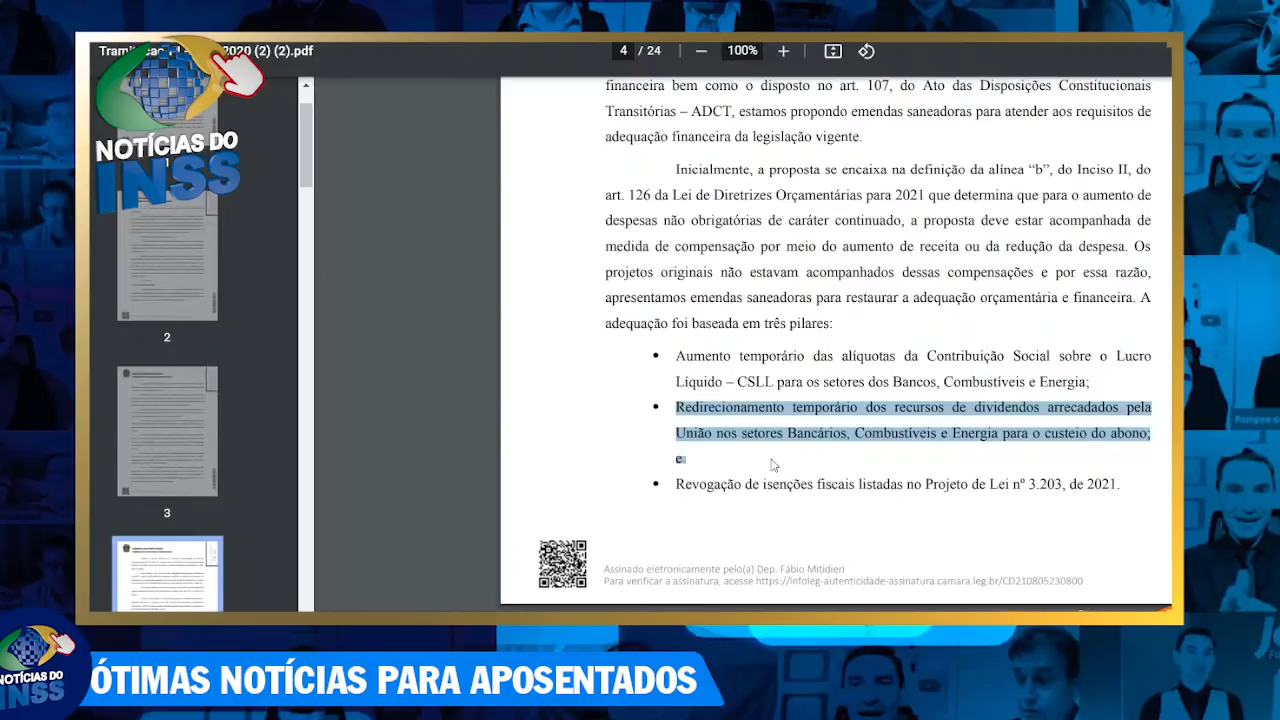 2020 (2) (2).pdf
4 / 24
100%
NOTÍCIAS DO
INSS
2
3
financeira bem como o disposto no art. 107, do Ato das Disposições Constitucionais
Transitórias – ADCT, estamos propondo emendas saneadoras para atender aos requisitos de
adequação financeira da legislação vigente.
Inicialmente, a proposta se encaixa na definição da alínea “b”, do Inciso II, do
art. 126 da Lei de Diretrizes Orçamentárias para 2021 que determina que para o aumento de
despesas não obrigatórias de caráter continuado, a proposta deve estar acompanhada de
medida de compensação por meio do aumento de receita ou da redução da despesa. Os
projetos originais não estavam acompanhados dessas compensações e por essa razão,
apresentamos emendas saneadoras para restaurar a adequação orçamentária e financeira. A
adequação foi baseada em três pilares:
• Aumento temporário das alíquotas da Contribuição Social sobre o Lucro
Líquido – CSLL para os setores dos Bancos, Combustíveis e Energia;
• Redirecionamento temporário dos recursos de dividendos arrecadados pela
União nos setores Bancários, Combustíveis e Energia para o custeio do abono;
e
• Revogação de isenções fiscais listadas no Projeto de Lei nº 3.203, de 2021.
Assinado eletronicamente pelo(a) Dep. Fábio Mitidieri
Para verificar a assinatura, acesse
NOTÍCIAS DO
INSS
ÓTIMAS NOTÍCIAS PARA APOSENTADOS